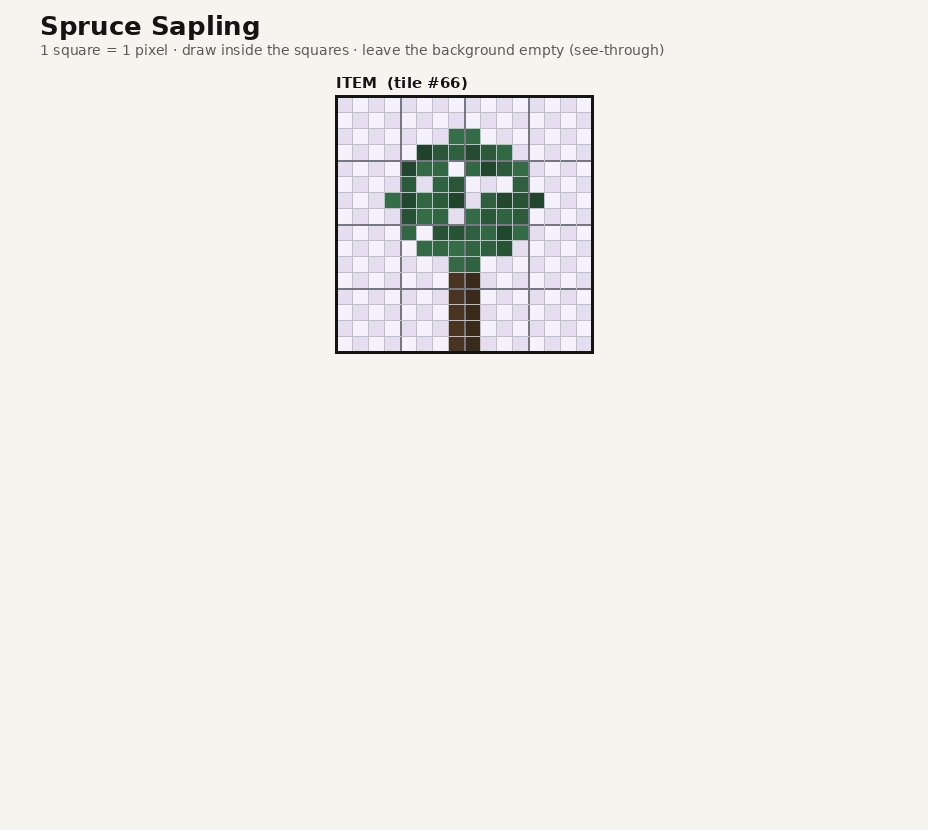 Spruce Sapling
1 square = 1 pixel · draw inside the squares · leave the background empty (see-through)
ITEM (tile #66)